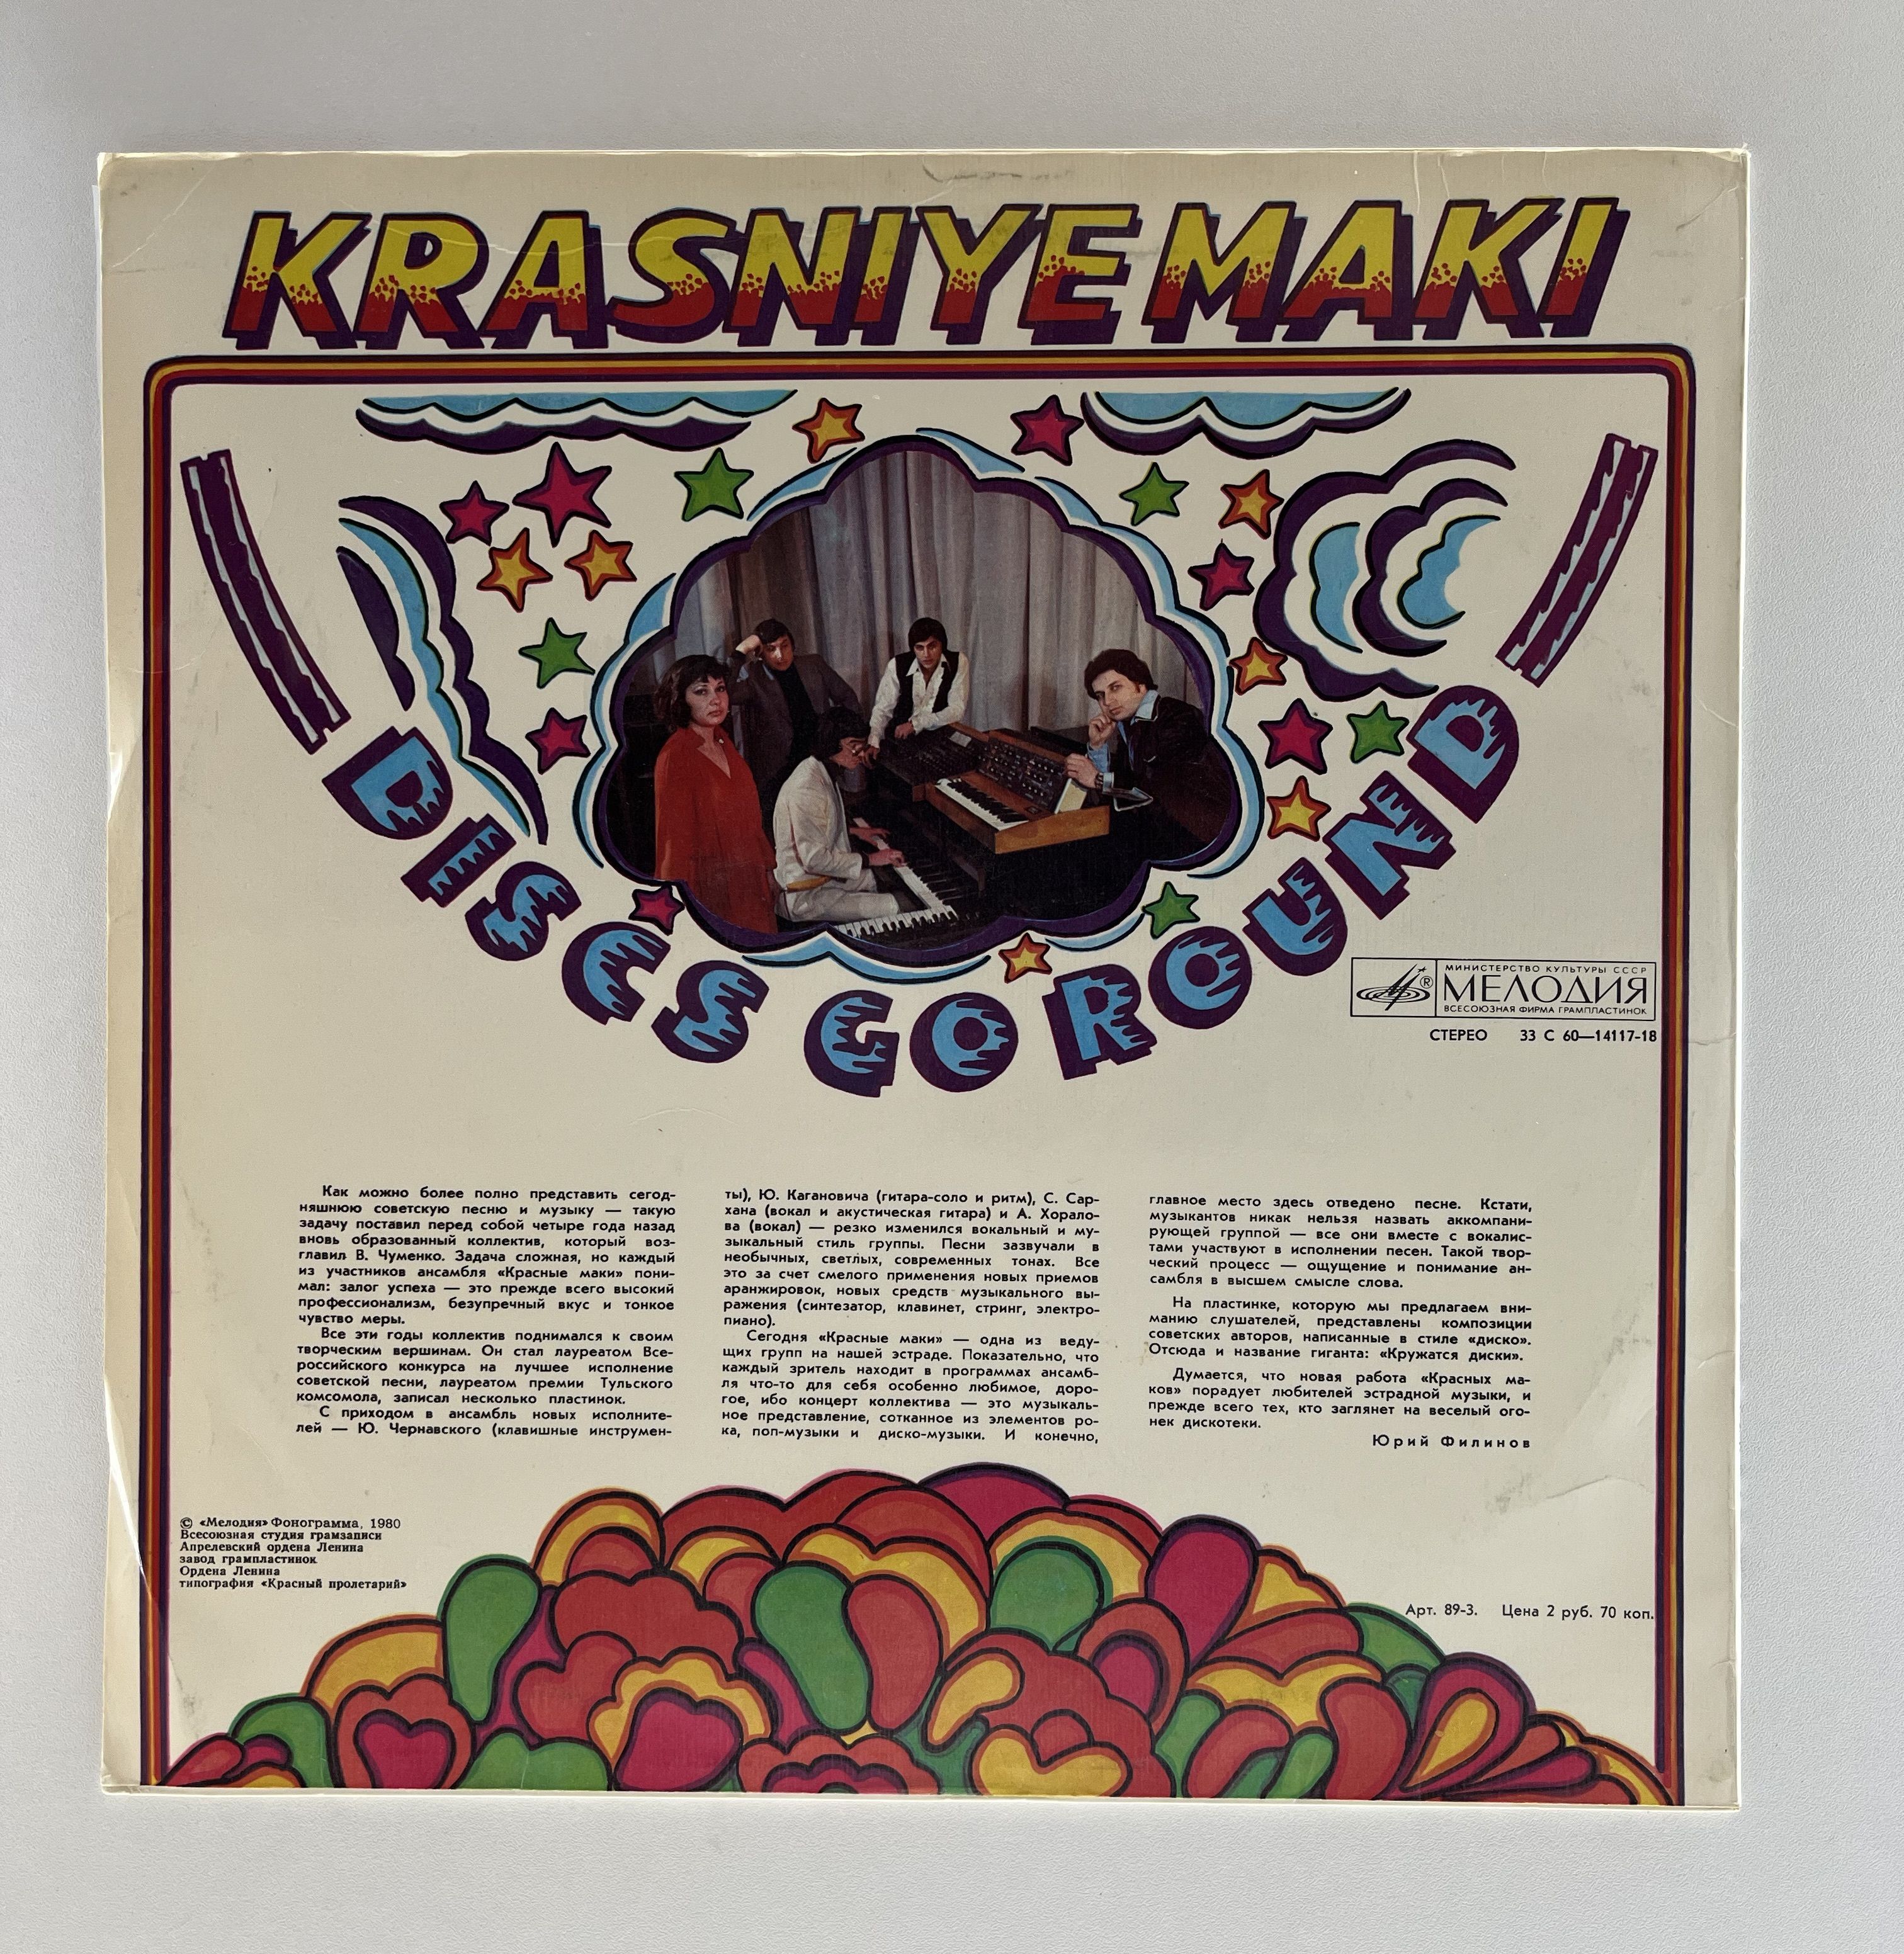 KRASNIYE MAKI
DISCS GO ROUND
МИНИСТЕРСТВО КУЛЬТУРЫ СССР
®
МЕЛОДИЯ
ВСЕСОЮЗНАЯ ФИРМА ГРАМПЛАСТИНОК
СТЕРЕО 33 С 60—14117-18
Как можно более полно представить сегод-
няшнюю советскую песню и музыку — такую
задачу поставил перед собой четыре года назад
вновь образованный коллектив, который воз-
главил В. Чуменко. Задача сложная, но каждый
из участников ансамбля «Красные маки» пони-
мал: залог успеха — это прежде всего высокий
профессионализм, безупречный вкус и тонкое
чувство меры.
Все эти годы коллектив поднимался к своим
творческим вершинам. Он стал лауреатом Все-
российского конкурса на лучшее исполнение
советской песни, лауреатом премии Тульского
комсомола, записал несколько пластинок.
С приходом в ансамбль новых исполните-
лей — Ю. Чернавского (клавишные инструмен-
ты), Ю. Кагановича (гитара-соло и ритм), С. Сар-
хана (вокал и акустическая гитара) и А. Хорало-
ва (вокал) — резко изменился вокальный и му-
зыкальный стиль группы. Песни зазвучали в
необычных, светлых, современных тонах. Все
это за счет смелого применения новых приемов
аранжировок, новых средств музыкального вы-
ражения (синтезатор, клавинет, стринг, электро-
пиано).
Сегодня «Красные маки» — одна из веду-
щих групп на нашей эстраде. Показательно, что
каждый зритель находит в программах ансамб-
ля что-то для себя особенно любимое, доро-
гое, ибо концерт коллектива — это музыкаль-
ное представление, сотканное из элементов ро-
ка, поп-музыки и диско-музыки. И конечно,
главное место здесь отведено песне. Кстати,
музыкантов никак нельзя назвать аккомпани-
рующей группой — все они вместе с вокалис-
тами участвуют в исполнении песен. Такой твор-
ческий процесс — ощущение и понимание ан-
самбля в высшем смысле слова.
На пластинке, которую мы предлагаем вни-
манию слушателей, представлены композиции
советских авторов, написанные в стиле «диско».
Отсюда и название гиганта: «Кружатся диски».
Думается, что новая работа «Красных ма-
ков» порадует любителей эстрадной музыки, и
прежде всего тех, кто заглянет на веселый ого-
нек дискотеки.
Юрий Филинов
© «Мелодия» Фонограмма, 1980
Всесоюзная студия грамзаписи
Апрелевский ордена Ленина
завод грампластинок
Ордена Ленина
типография «Красный пролетарий»
Арт. 89-3. Цена 2 руб. 70 коп.